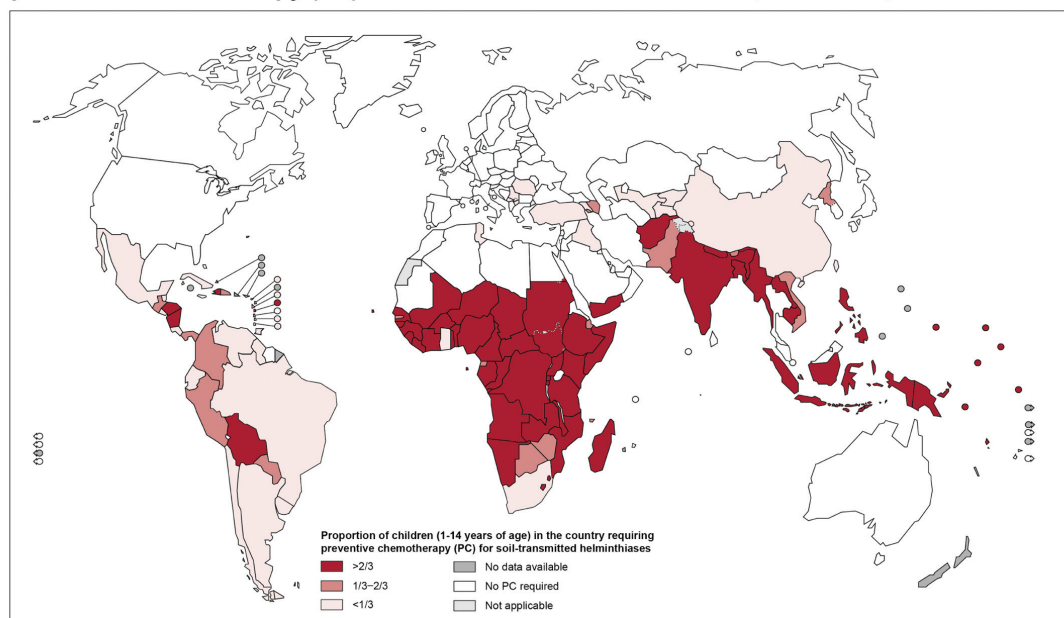 Proportion of children (1-14 years of age) in the country requiring
preventive chemotherapy (PC) for soil-transmitted helminthiases
>2/3
1/3–2/3
<1/3
No data available
No PC required
Not applicable